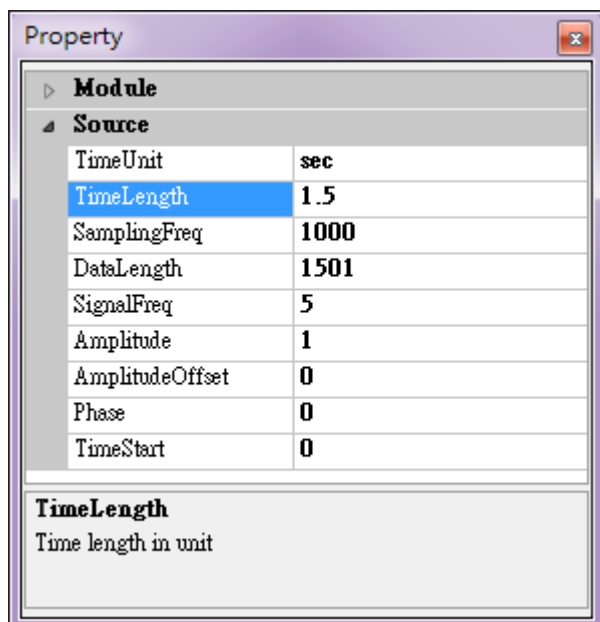 Property
Module
Source
TimeUnit sec
TimeLength 1.5
SamplingFreq 1000
DataLength 1501
SignalFreq 5
Amplitude 1
AmplitudeOffset 0
Phase 0
TimeStart 0
TimeLength
Time length in unit